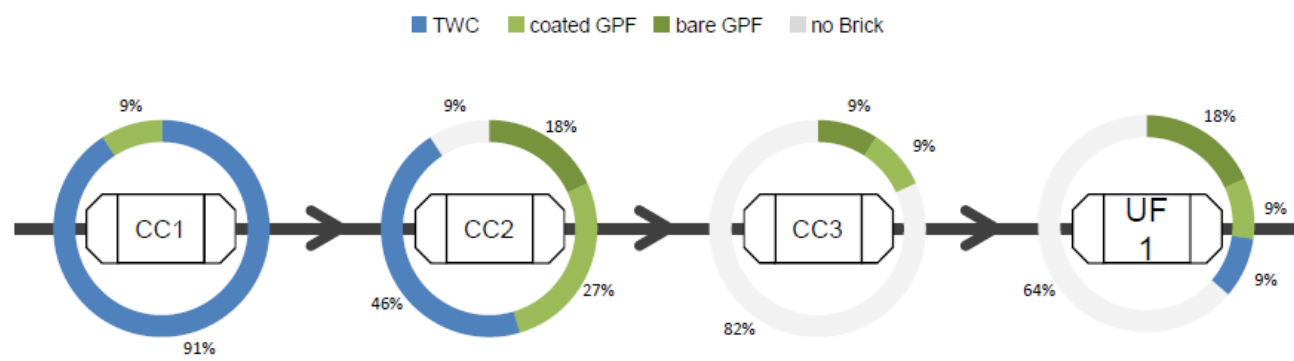 TWC coated GPF bare GPF no Brick
9% 9% 9% 18%
18% 9% 9%
CC1 CC2 CC3 UF
1
46% 27% 64% 9%
91% 82%